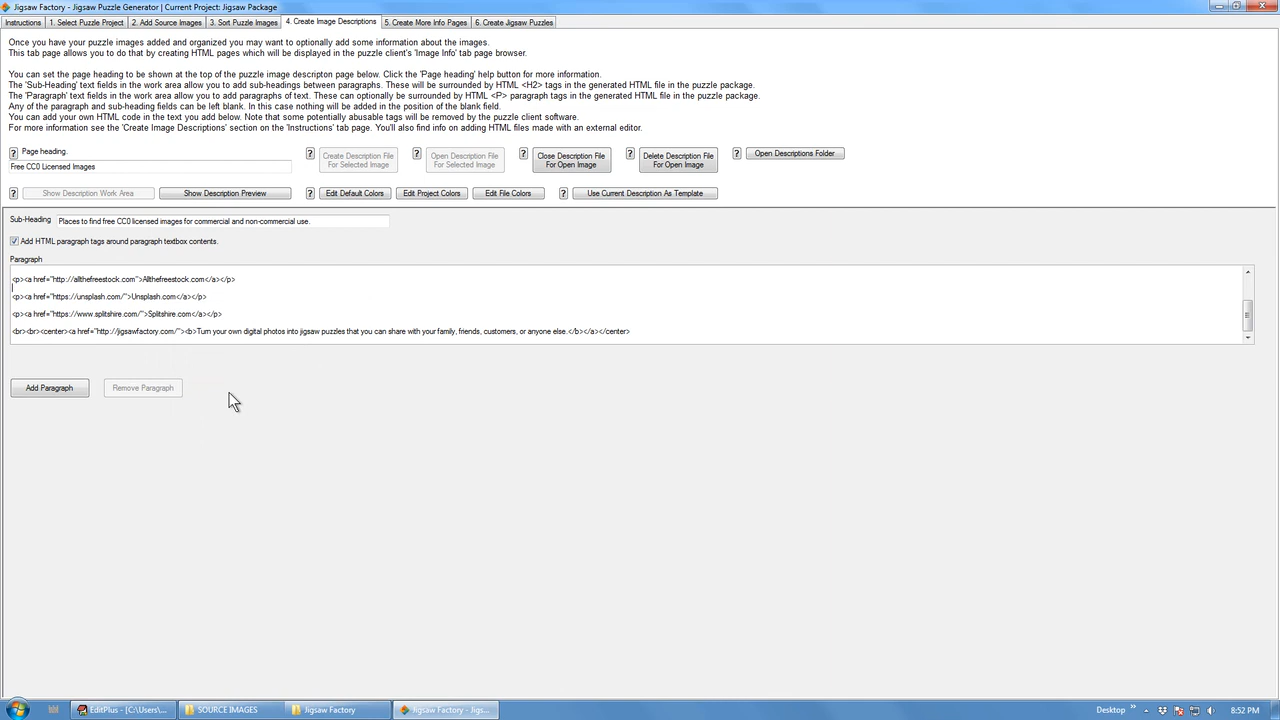 Jigsaw Factory - Jigsaw Puzzle Generator | Current Project: Jigsaw Package
Instructions 1. Select Puzzle Project 2. Add Source Images 3. Sort Puzzle Images 4. Create Image Descriptions 5. Create More Info Pages 6. Create Jigsaw Puzzles
Once you have your puzzle images added and organized you may want to optionally add some information about the images.
This tab page allows you to do that by creating HTML pages which will be displayed in the puzzle client's 'Image Info' tab page browser.
You can set the page heading to be shown at the top of the puzzle image descripton page below. Click the 'Page heading' help button for more information.
The 'Sub-Heading' text fields in the work area allow you to add sub-headings between paragraphs. These will be surrounded by HTML <H2> tags in the generated HTML file in the puzzle package.
The 'Paragraph' text fields in the work area allow you to add paragraphs of text. These can optionally be surrounded by HTML <P> paragraph tags in the generated HTML file in the puzzle package.
Any of the paragraph and sub-heading fields can be left blank. In this case nothing will be added in the position of the blank field.
You can add your own HTML code in the text you add below. Note that some potentially abusable tags will be removed by the puzzle client software.
For more information see the 'Create Image Descriptions' section on the 'Instructions' tab page. You'll also find info on adding HTML files made with an external editor.
? Page heading.
Free CC0 Licensed Images
? Create Description File For Selected Image
? Open Description File For Selected Image
? Close Description File For Open Image
? Delete Description File For Open Image
? Open Descriptions Folder
? Show Description Work Area Show Description Preview ? Edit Default Colors Edit Project Colors Edit File Colors ? Use Current Description As Template
Sub-Heading Places to find free CC0 licensed images for commercial and non-commercial use.
Add HTML paragraph tags around paragraph textbox contents.
Paragraph
<p><a href="http://allthefreestock.com">Allthefreestock.com</a></p>
<p><a href="https://unsplash.com/">Unsplash.com</a></p>
<p><a href="https://www.splitshire.com/">Splitshire.com</a></p>
<br><br><center><a href="http://jigsawfactory.com/"><b>Turn your own digital photos into jigsaw puzzles that you can share with your family, friends, customers, or anyone else.</b></a></center>
Add Paragraph Remove Paragraph
EditPlus - [C:\Users\... SOURCE IMAGES Jigsaw Factory Jigsaw Factory - Jigs... Desktop » 8:52 PM